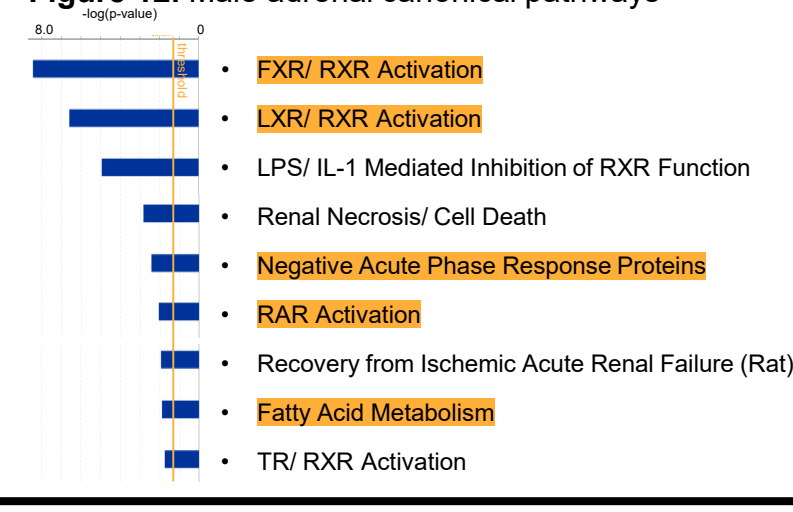 Figure 12. Male adrenal canonical pathways
-log(p-value)
8.0 0
threshold
• FXR/ RXR Activation
• LXR/ RXR Activation
• LPS/ IL-1 Mediated Inhibition of RXR Function
• Renal Necrosis/ Cell Death
• Negative Acute Phase Response Proteins
• RAR Activation
• Recovery from Ischemic Acute Renal Failure (Rat)
• Fatty Acid Metabolism
• TR/ RXR Activation